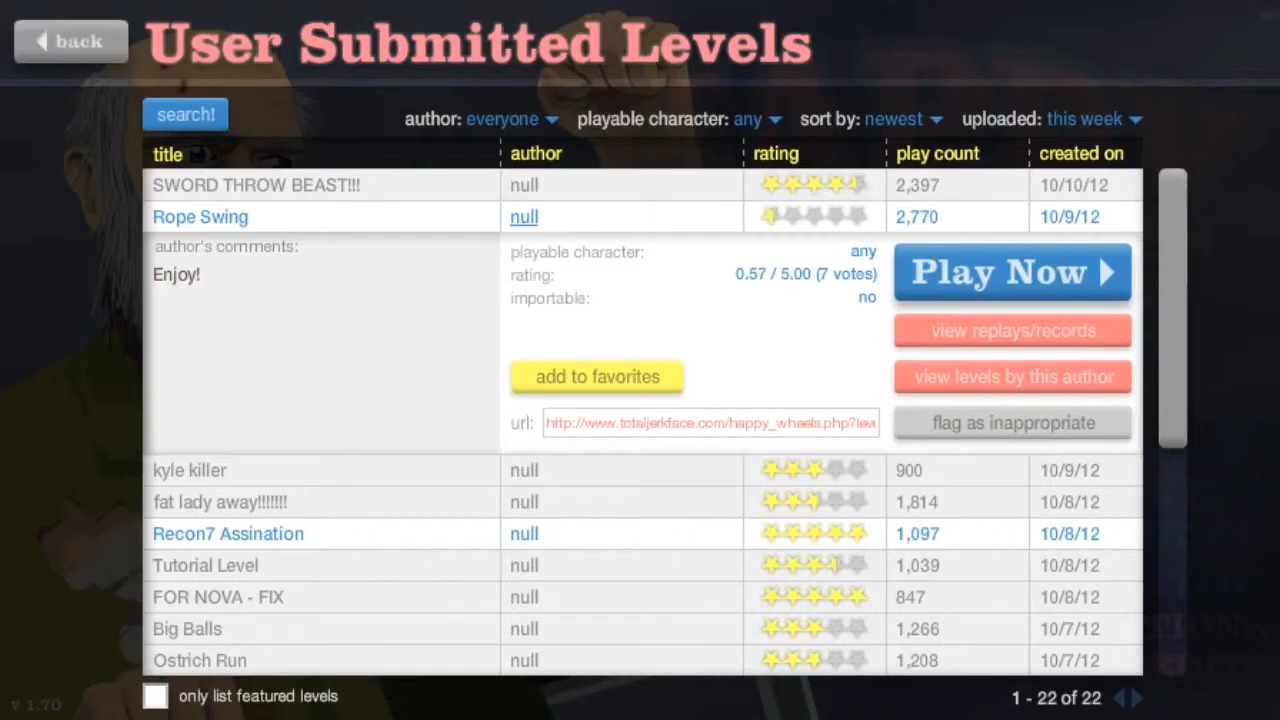 back
User Submitted Levels
search!
author: everyone playable character: any sort by: newest uploaded: this week
title author rating play count created on
SWORD THROW BEAST!!! null 2,397 10/10/12
Rope Swing null 2,770 10/9/12
author's comments:
Enjoy!
playable character: any
rating: 0.57 / 5.00 (7 votes)
importable: no
add to favorites
url: http://www.totaljerkface.com/happy_wheels.php?lev
Play Now
view replays/records
view levels by this author
flag as inappropriate
kyle killer null 900 10/9/12
fat lady away!!!!!!! null 1,814 10/8/12
Recon7 Assination null 1,097 10/8/12
Tutorial Level null 1,039 10/8/12
FOR NOVA - FIX null 847 10/8/12
Big Balls null 1,266 10/7/12
Ostrich Run null 1,208 10/7/12
only list featured levels
1 - 22 of 22
v 1.70